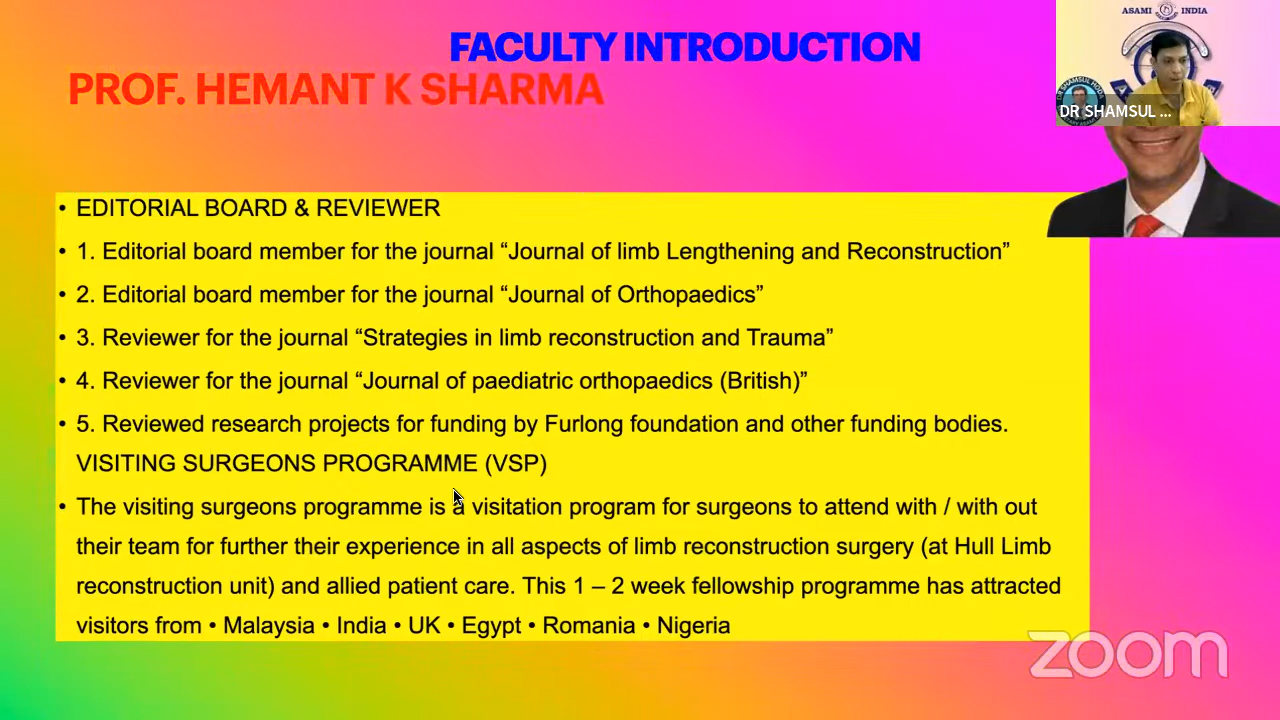 FACULTY INTRODUCTION
PROF. HEMANT K SHARMA
ASAMI INDIA
DR SHAMSUL ...
• EDITORIAL BOARD & REVIEWER
• 1. Editorial board member for the journal “Journal of limb Lengthening and Reconstruction”
• 2. Editorial board member for the journal “Journal of Orthopaedics”
• 3. Reviewer for the journal “Strategies in limb reconstruction and Trauma”
• 4. Reviewer for the journal “Journal of paediatric orthopaedics (British)”
• 5. Reviewed research projects for funding by Furlong foundation and other funding bodies.
VISITING SURGEONS PROGRAMME (VSP)
• The visiting surgeons programme is a visitation program for surgeons to attend with / with out
their team for further their experience in all aspects of limb reconstruction surgery (at Hull Limb
reconstruction unit) and allied patient care. This 1 – 2 week fellowship programme has attracted
visitors from • Malaysia • India • UK • Egypt • Romania • Nigeria
zoom